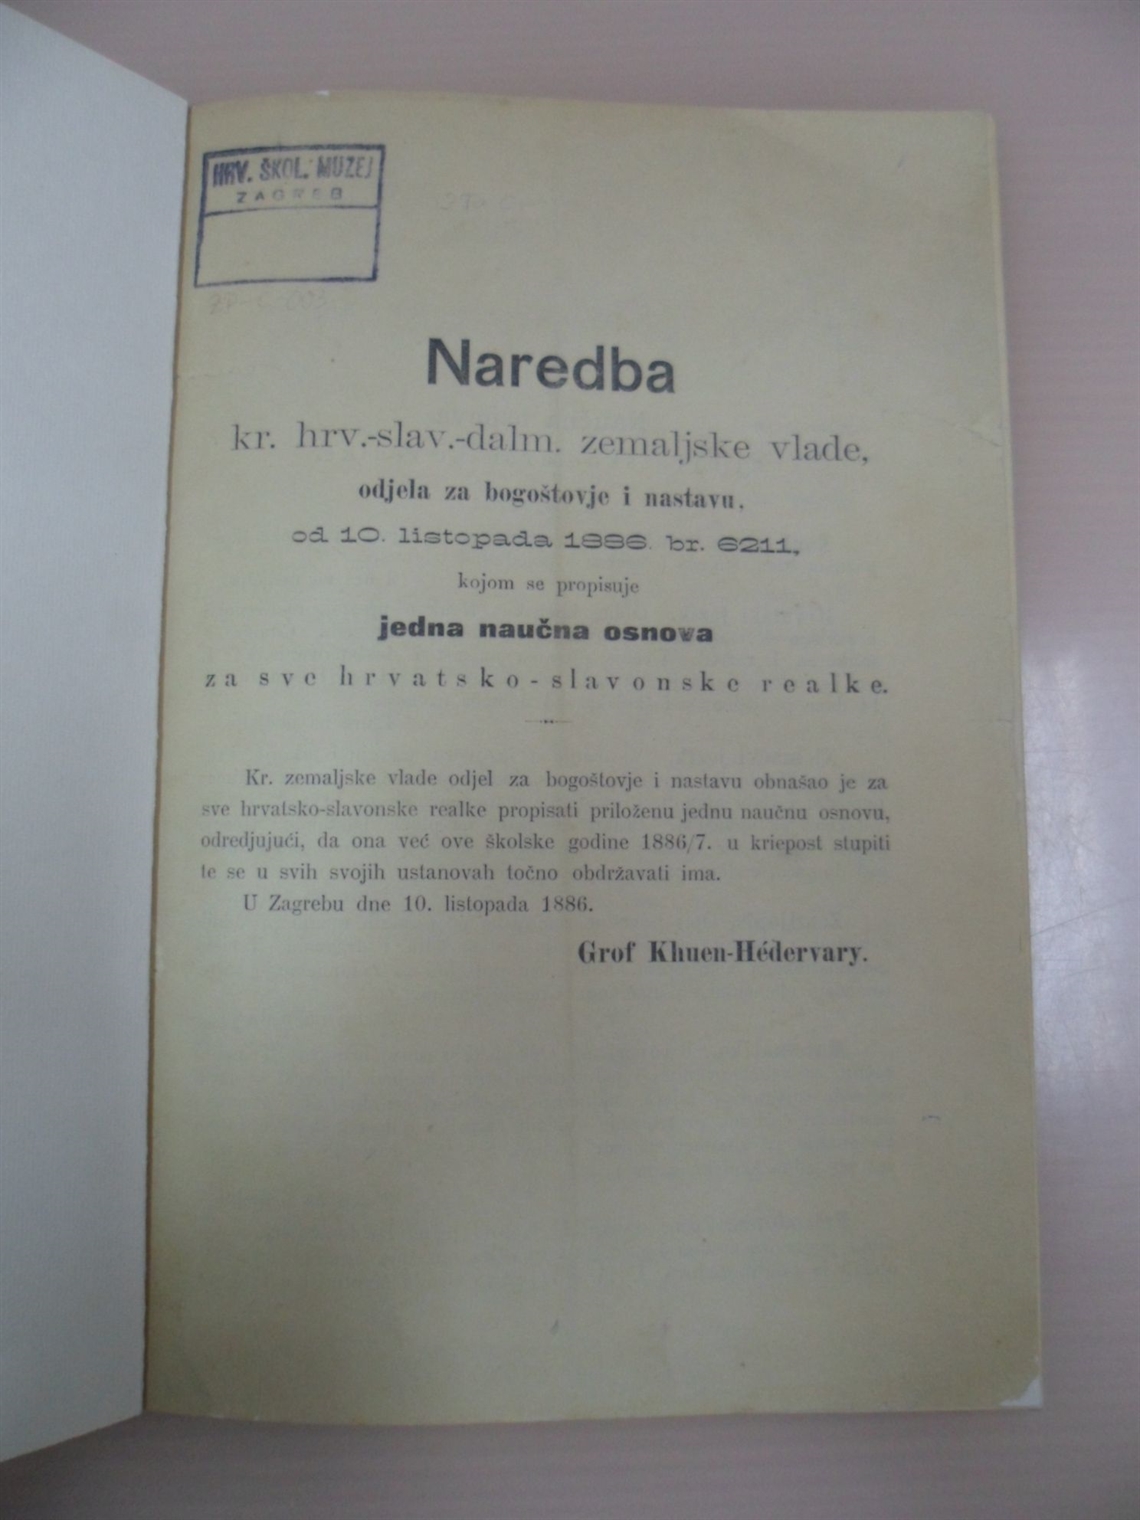 HRV. ŠKOL. MUZEJ
ZAGREB
Naredba
kr. hrv.-slav.-dalm. zemaljske vlade,
odjela za bogoštovje i nastavu,
od 10. listopada 1886. br. 6211,
kojom se propisuje
jedna naučna osnova
za sve hrvatsko-slavonske realke.
Kr. zemaljske vlade odjel za bogoštovje i nastavu obnašao je za
sve hrvatsko-slavonske realke propisati priloženu jednu naučnu osnovu,
odredjujući, da ona već ove školske godine 1886/7. u kriepost stupiti
te se u svih svojih ustanovah točno obdržavati ima.
U Zagrebu dne 10. listopada 1886.
Grof Khuen-Hédervary.